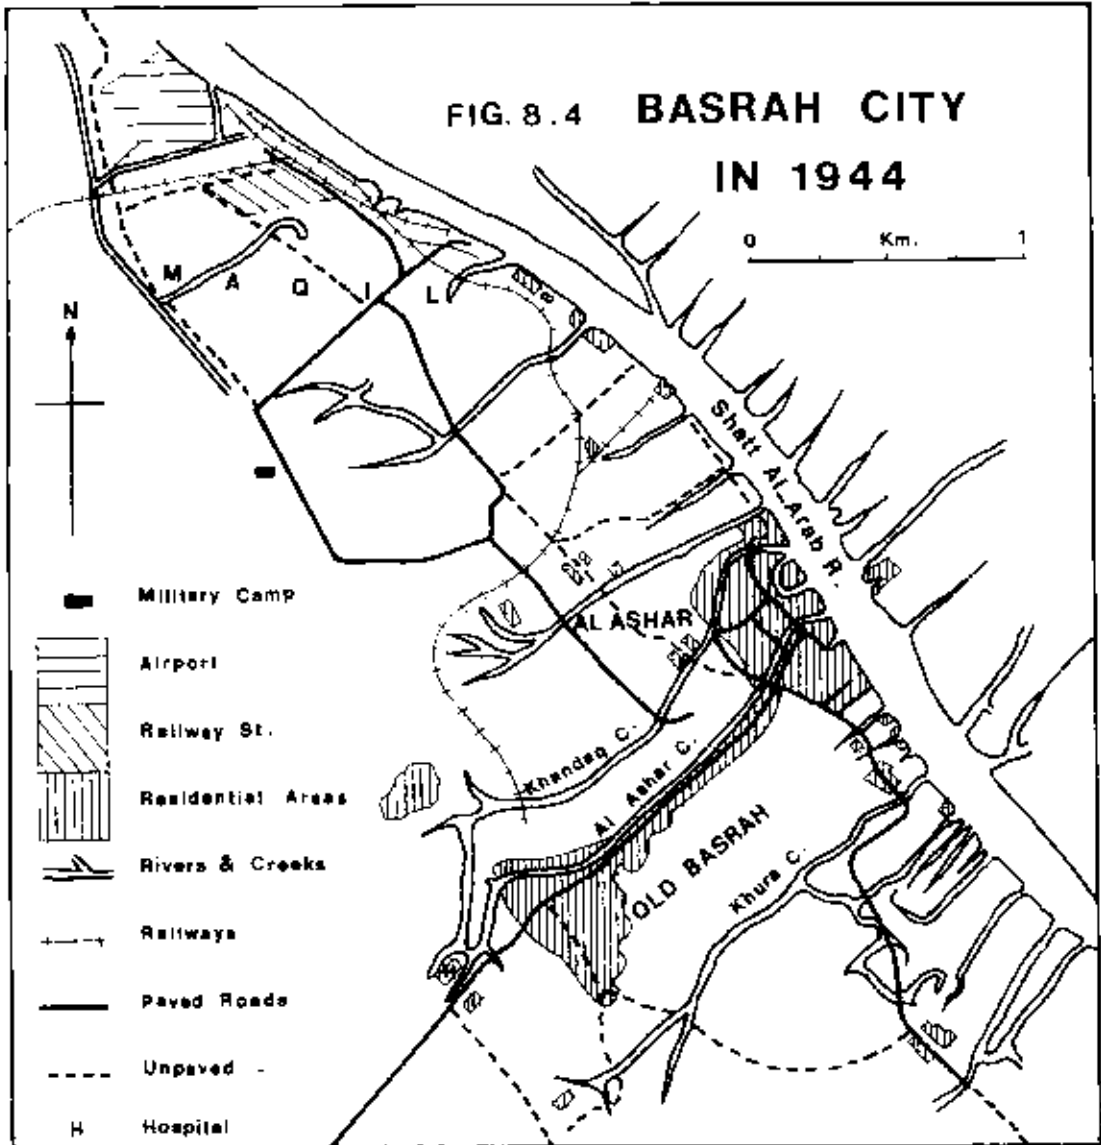 FIG. 8.4 BASRAH CITY
IN 1944
0 Km. 1
M A Q I L
N
Shatt Al-Arab R.
AL ASHAR
Khandaq C.
Al Ashar C.
OLD BASRAH
Khura C.
Military Camp
Airport
Railway St.
Residential Areas
Rivers & Creeks
Railways
Paved Roads
Unpaved -
H Hospital